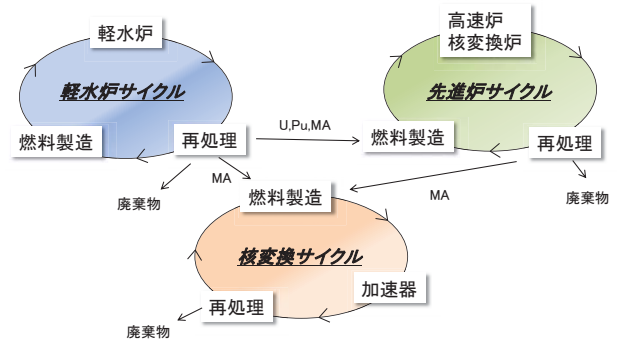 軽水炉
軽水炉サイクル
燃料製造
再処理
廃棄物
U,Pu,MA
MA
高速炉
核変換炉
先進炉サイクル
燃料製造
再処理
廃棄物
MA
燃料製造
核変換サイクル
加速器
再処理
廃棄物